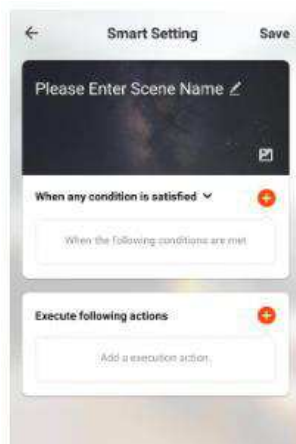 Smart Setting Save
Please Enter Scene Name
When any condition is satisfied
When the following conditions are met
Execute following actions
Add a execution action.